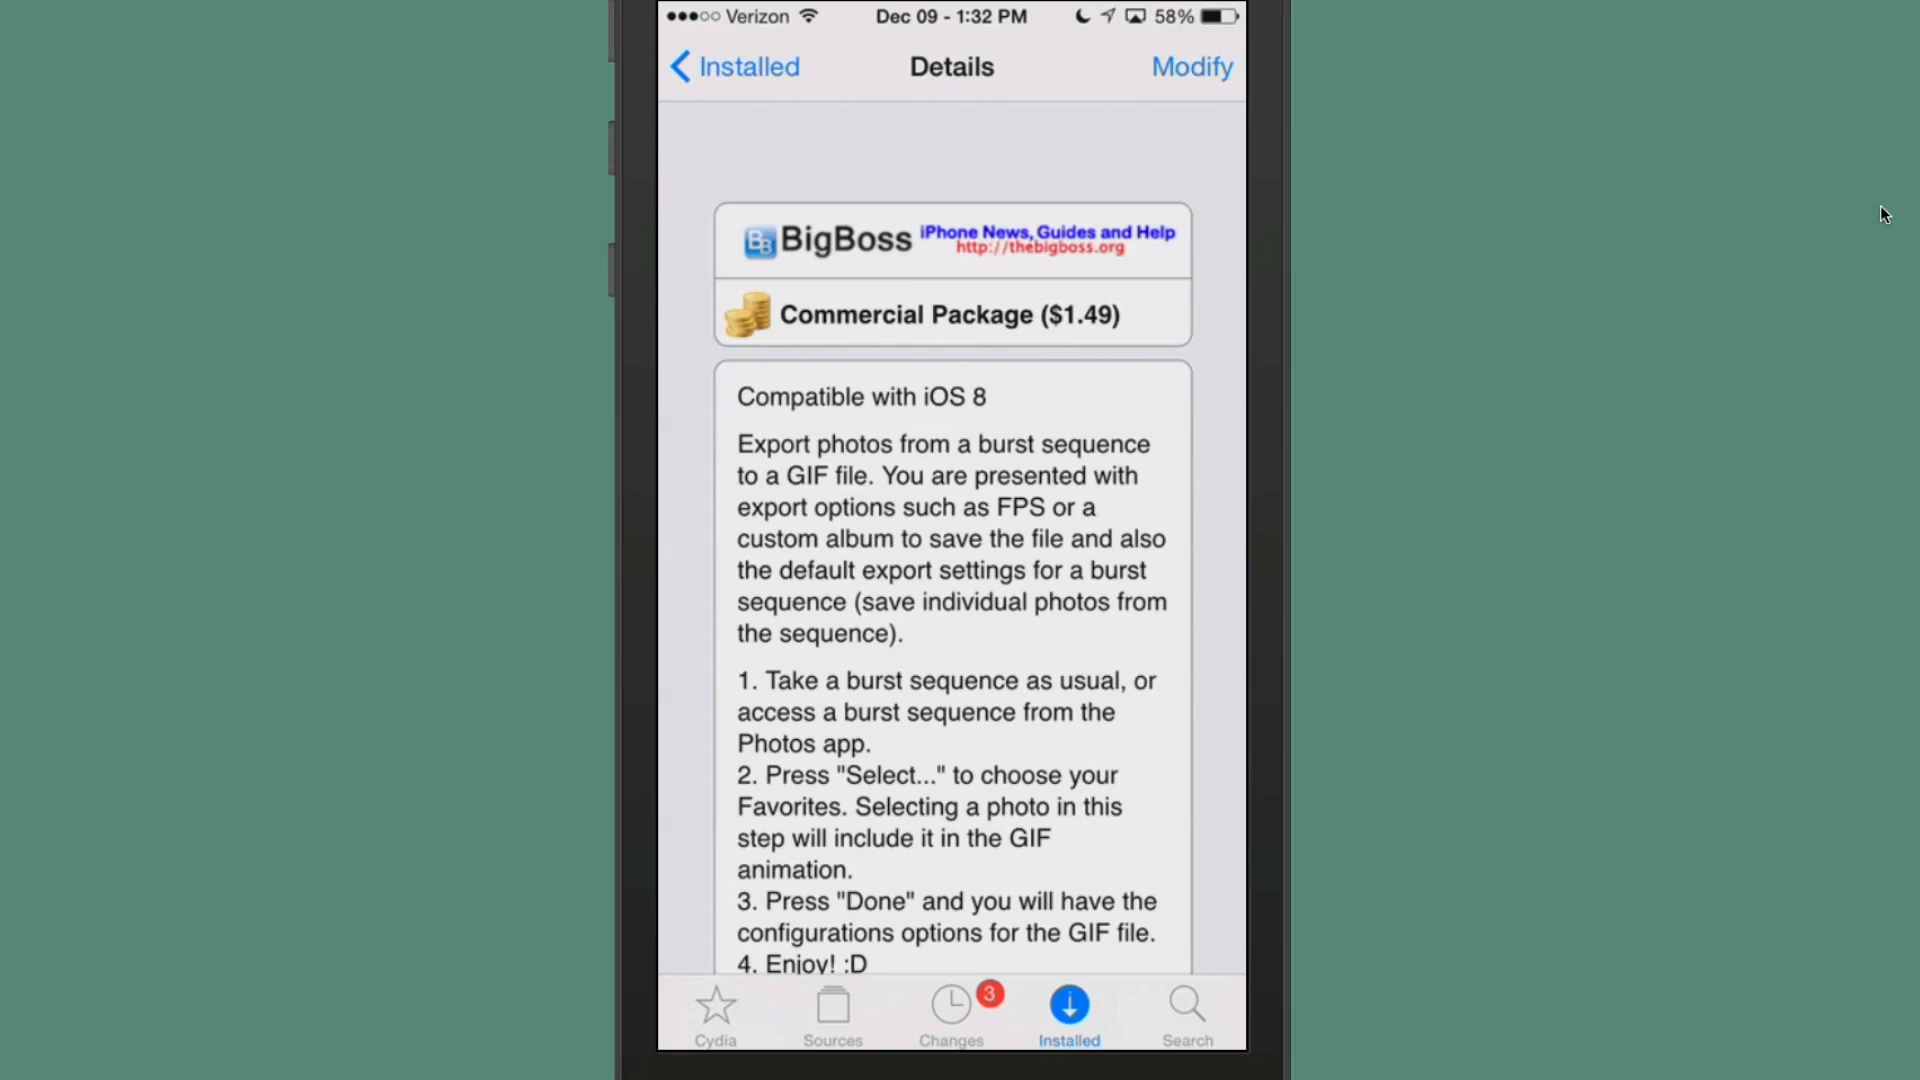 Verizon Dec 09 - 1:32 PM 58%
Installed Details Modify
BB BigBoss iPhone News, Guides and Help
http://thebigboss.org
Commercial Package ($1.49)
Compatible with iOS 8
Export photos from a burst sequence
to a GIF file. You are presented with
export options such as FPS or a
custom album to save the file and also
the default export settings for a burst
sequence (save individual photos from
the sequence).
1. Take a burst sequence as usual, or
access a burst sequence from the
Photos app.
2. Press "Select..." to choose your
Favorites. Selecting a photo in this
step will include it in the GIF
animation.
3. Press "Done" and you will have the
configurations options for the GIF file.
4. Enjoy! :D
3
Cydia Sources Changes Installed Search